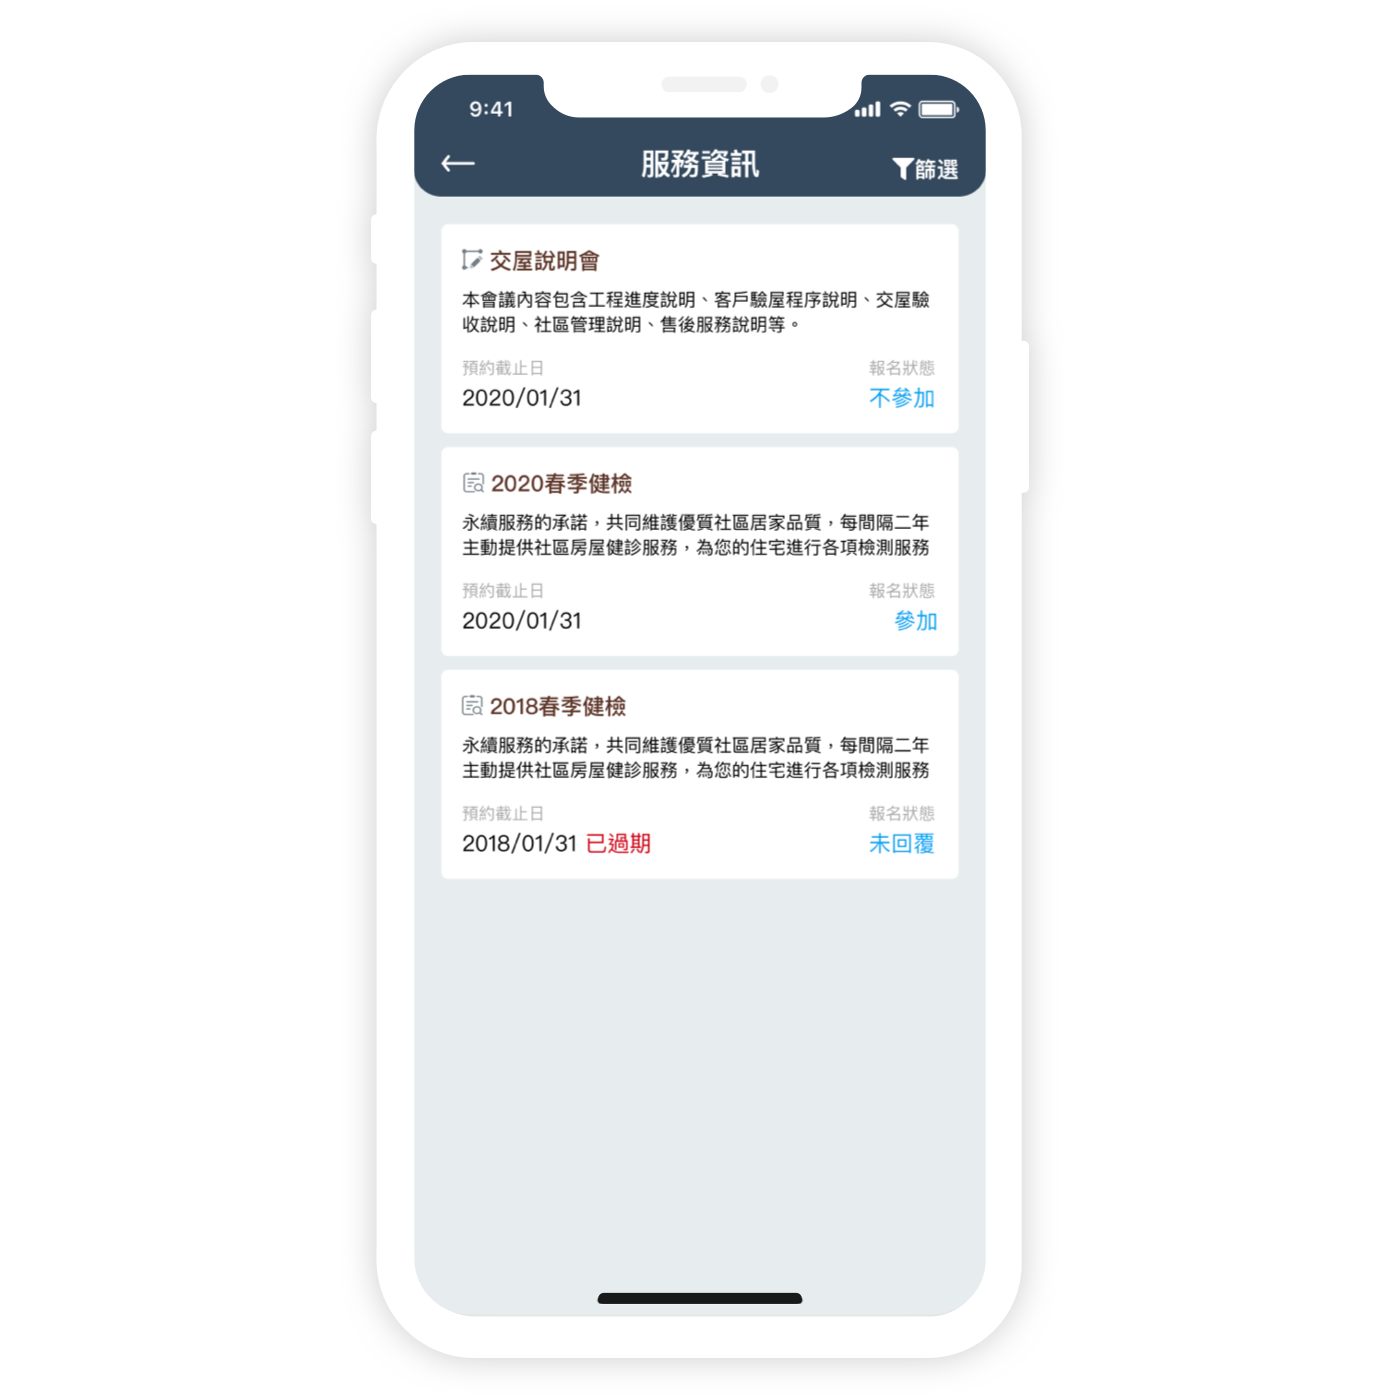 9:41
服務資訊
篩選
交屋說明會
本會議內容包含工程進度說明、客戶驗屋程序說明、交屋驗
收說明、社區管理說明、售後服務說明等。
預約截止日 報名狀態
2020/01/31 不參加
2020春季健檢
永續服務的承諾，共同維護優質社區居家品質，每間隔二年
主動提供社區房屋健診服務，為您的住宅進行各項檢測服務
預約截止日 報名狀態
2020/01/31 參加
2018春季健檢
永續服務的承諾，共同維護優質社區居家品質，每間隔二年
主動提供社區房屋健診服務，為您的住宅進行各項檢測服務
預約截止日 報名狀態
2018/01/31 已過期 未回覆